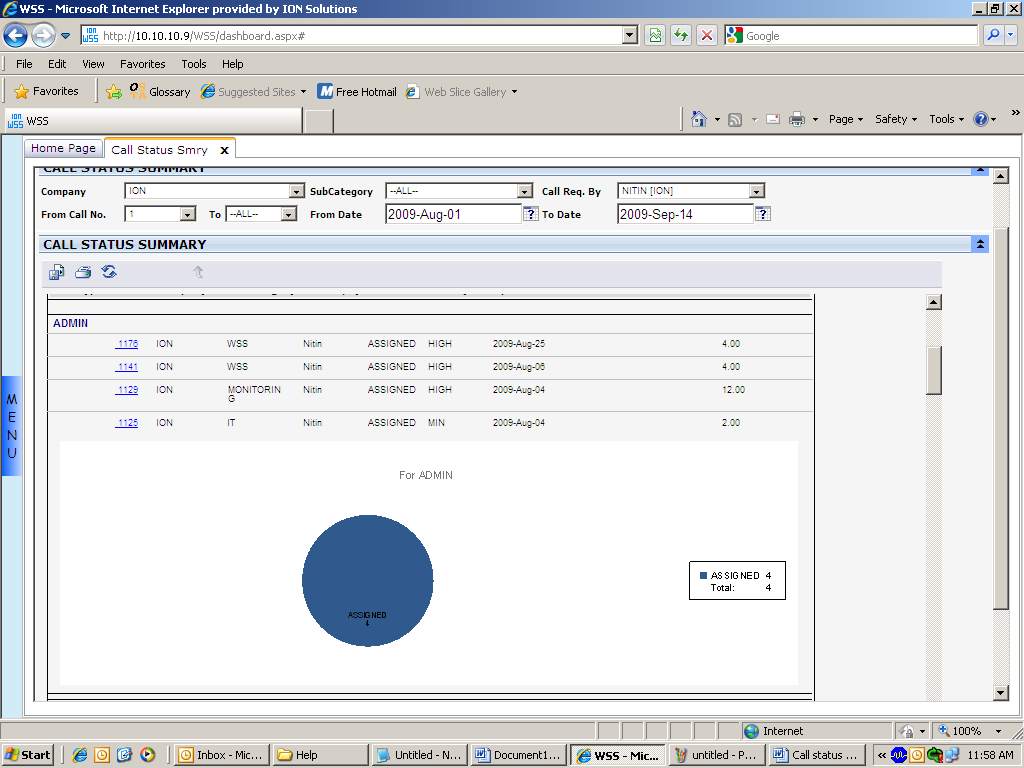 WSS - Microsoft Internet Explorer provided by ION Solutions
ION WSS http://10.10.10.9/WSS/dashboard.aspx# Google
File Edit View Favorites Tools Help
Favorites Glossary Suggested Sites Free Hotmail Web Slice Gallery
ION WSS WSS Page Safety Tools »
Home Page Call Status Smry X
CALL STATUS SUMMARY
Company ION SubCategory --ALL-- Call Req. By NITIN [ION]
From Call No. 1 To --ALL-- From Date 2009-Aug-01 ? To Date 2009-Sep-14 ?
CALL STATUS SUMMARY
ADMIN
1176 ION WSS Nitin ASSIGNED HIGH 2009-Aug-25 4.00
1141 ION WSS Nitin ASSIGNED HIGH 2009-Aug-06 4.00
1129 ION MONITORIN Nitin ASSIGNED HIGH 2009-Aug-04 12.00
G
1125 ION IT Nitin ASSIGNED MIN 2009-Aug-04 2.00
MENU
For ADMIN
ASSIGNED 4
Total: 4
ASSIGNED
Internet 100%
Start Inbox - Mic... Help Untitled - N... Document1... WSS - Mic... untitled - P... Call status ... « 11:58 AM